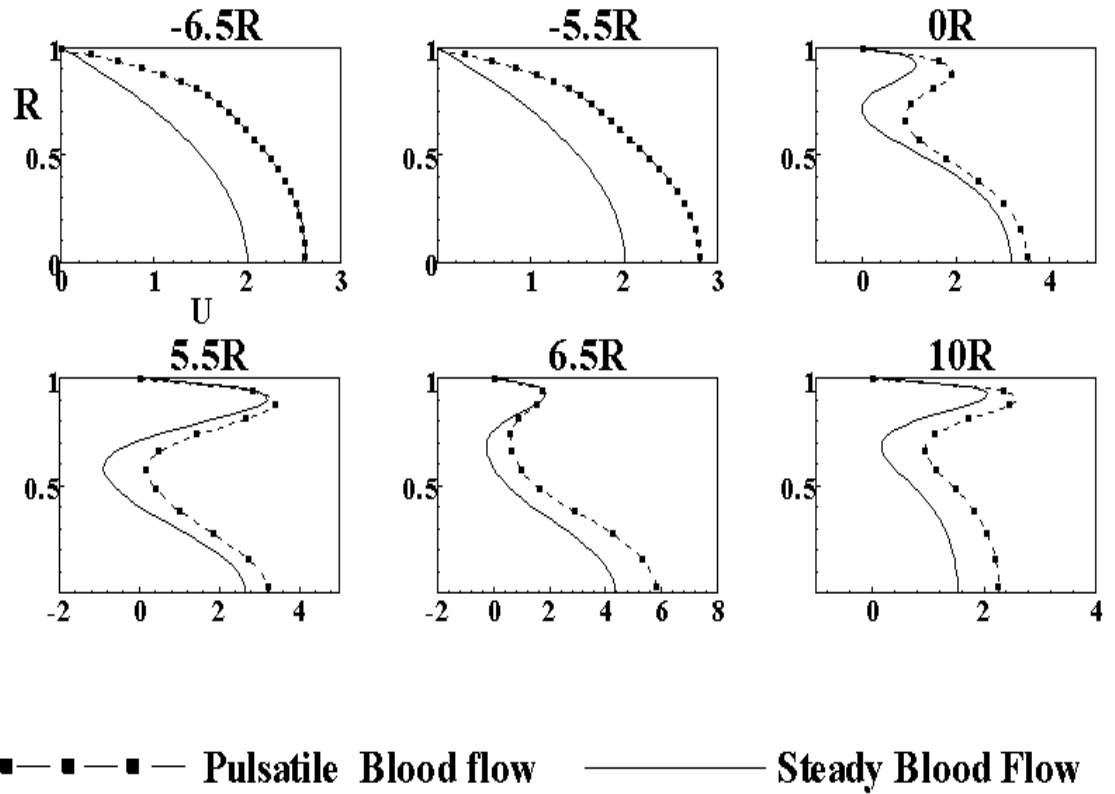 -6.5R -5.5R 0R
1 1 1
R
0.5 0.5 0.5
0 0 0
0 1 2 3 1 2 3 0 2 4
U
5.5R 6.5R 10R
1 1 1
0.5 0.5 0.5
-2 0 2 4 -2 0 2 4 6 8 0 2 4
Pulsatile Blood flow Steady Blood Flow